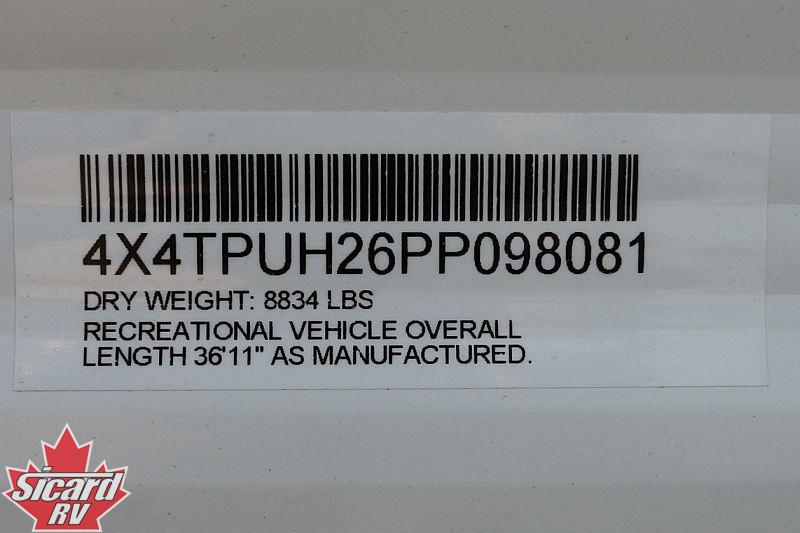 4X4TPUH26PP098081
DRY WEIGHT: 8834 LBS
RECREATIONAL VEHICLE OVERALL
LENGTH 36'11" AS MANUFACTURED.
Sicard
RV